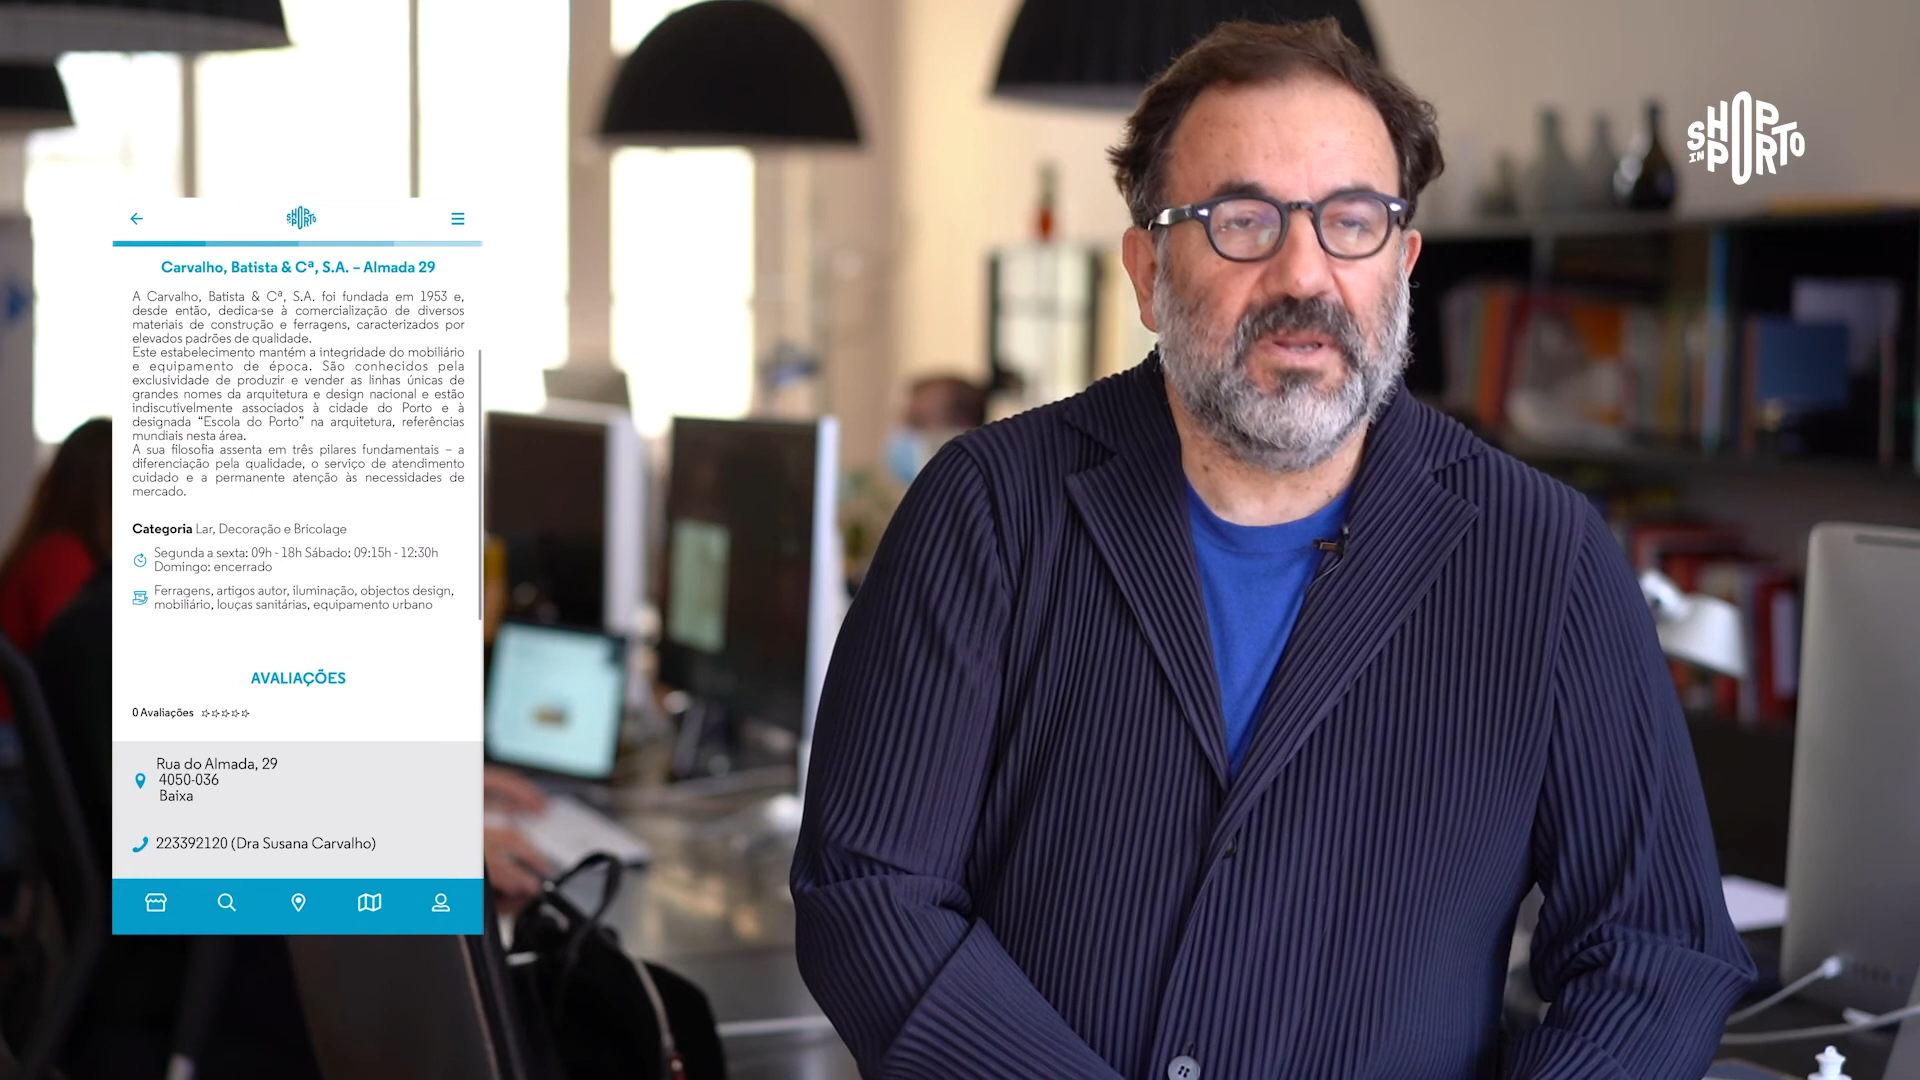 SHOP
IN PORTO
SHOP
IN PORTO
Carvalho, Batista & Cª, S.A. – Almada 29
A Carvalho, Batista & Cª, S.A. foi fundada em 1953 e,
desde então, dedica-se à comercialização de diversos
materiais de construção e ferragens, caracterizados por
elevados padrões de qualidade.
Este estabelecimento mantém a integridade do mobiliário
e equipamento de época. São conhecidos pela
exclusividade de produzir e vender as linhas únicas de
grandes nomes da arquitetura e design nacional e estão
indiscutivelmente associados à cidade do Porto e à
designada “Escola do Porto” na arquitetura, referências
mundiais nesta área.
A sua filosofia assenta em três pilares fundamentais – a
diferenciação pela qualidade, o serviço de atendimento
cuidado e a permanente atenção às necessidades de
mercado.
Categoria Lar, Decoração e Bricolage
Segunda a sexta: 09h - 18h Sábado: 09:15h - 12:30h
Domingo: encerrado
Ferragens, artigos autor, iluminação, objectos design,
mobiliário, louças sanitárias, equipamento urbano
AVALIAÇÕES
0 Avaliações
Rua do Almada, 29
4050-036
Baixa
223392120 (Dra Susana Carvalho)